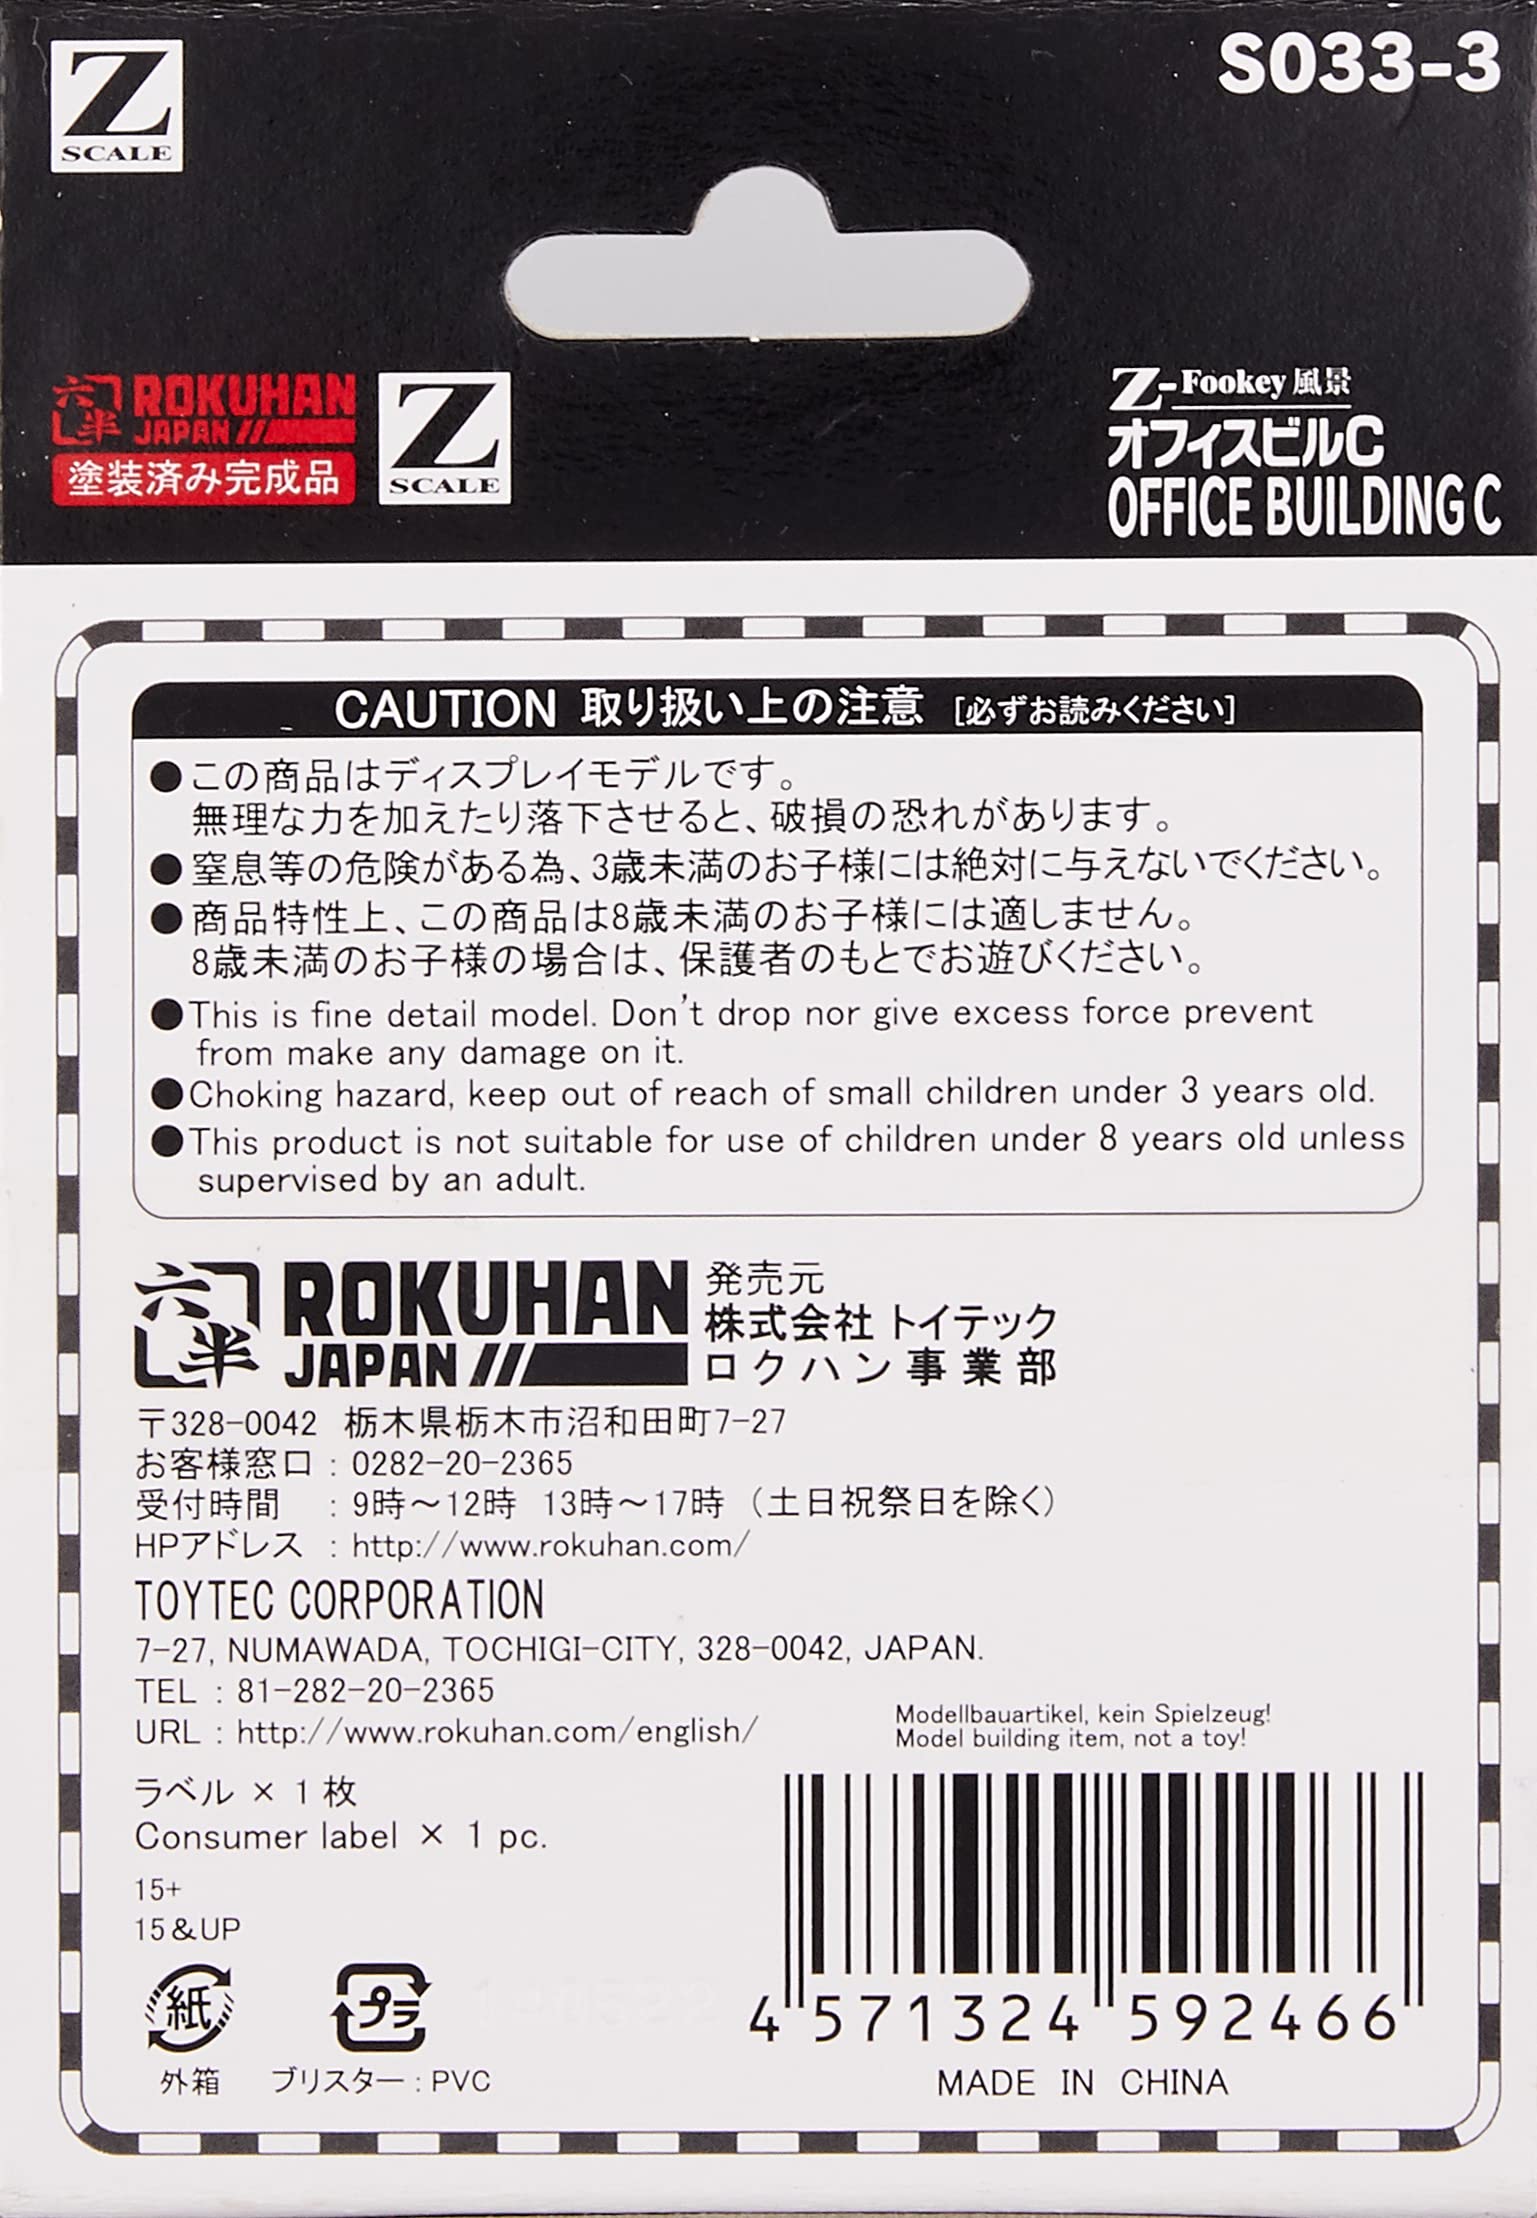 Z
SCALE
S033-3
六半 ROKUHAN
JAPAN
塗装済み完成品
Z
SCALE
Z-Fookey 風景
オフィスビルC
OFFICE BUILDING C
CAUTION 取り扱い上の注意 [必ずお読みください]
●この商品はディスプレイモデルです。
無理な力を加えたり落下させると、破損の恐れがあります。
●窒息等の危険がある為、3歳未満のお子様には絶対に与えないでください。
●商品特性上、この商品は8歳未満のお子様には適しません。
8歳未満のお子様の場合は、保護者のもとでお遊びください。
●This is fine detail model. Don't drop nor give excess force prevent
from make any damage on it.
●Choking hazard, keep out of reach of small children under 3 years old.
●This product is not suitable for use of children under 8 years old unless
supervised by an adult.
六半 ROKUHAN
JAPAN
発売元
株式会社 トイテック
ロクハン事業部
〒328-0042 栃木県栃木市沼和田町7-27
お客様窓口 : 0282-20-2365
受付時間 : 9時～12時 13時～17時 (土日祝祭日を除く)
HPアドレス : http://www.rokuhan.com/
TOYTEC CORPORATION
7-27, NUMAWADA, TOCHIGI-CITY, 328-0042, JAPAN.
TEL : 81-282-20-2365
URL : http://www.rokuhan.com/english/
Modellbauartikel, kein Spielzeug!
Model building item, not a toy!
ラベル × 1 枚
Consumer label × 1 pc.
15+
15&UP
紙
外箱
プラ
ブリスター : PVC
4 571324 592466
MADE IN CHINA